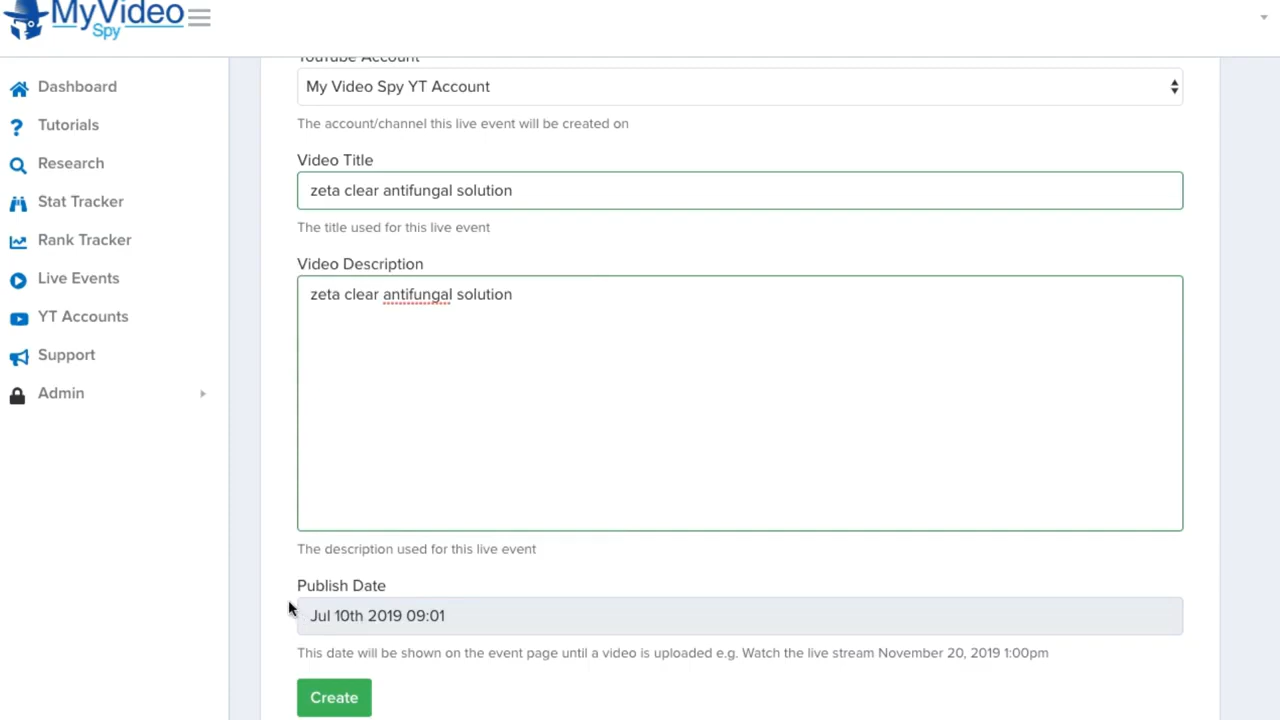 MyVideo
Spy
Dashboard
Tutorials
Research
Stat Tracker
Rank Tracker
Live Events
YT Accounts
Support
Admin
YouTube Account
My Video Spy YT Account
The account/channel this live event will be created on
Video Title
zeta clear antifungal solution
The title used for this live event
Video Description
zeta clear antifungal solution
The description used for this live event
Publish Date
Jul 10th 2019 09:01
This date will be shown on the event page until a video is uploaded e.g. Watch the live stream November 20, 2019 1:00pm
Create